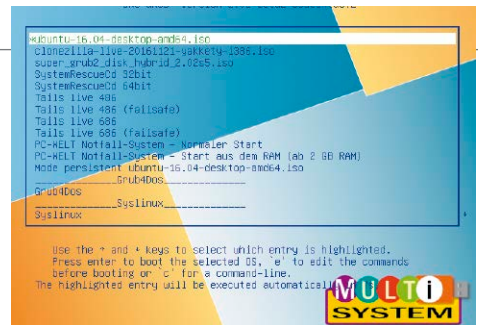 *ubuntu-16.04-desktop-amd64.iso
clonezilla-live-20161121-yakkety-i386.iso
super_grub2_disk_hybrid_2.02s5.iso
SystemRescueCd 32bit
SystemRescueCd 64bit
Tails live 486
Tails live 486 (failsafe)
Tails live 686
Tails live 686 (failsafe)
PC-WELT Notfall-System - Normaler Start
PC-WELT Notfall-System - Start aus dem RAM (ab 2 GB RAM)
Mode persistent ubuntu-16.04-desktop-amd64.iso
______________Grub4Dos______________
Grub4Dos
______________Syslinux______________
Syslinux
Use the ↑ and ↓ keys to select which entry is highlighted.
Press enter to boot the selected OS, `e' to edit the commands
before booting or `c' for a command-line.
The highlighted entry will be executed automatically
MULTi
SYSTEM